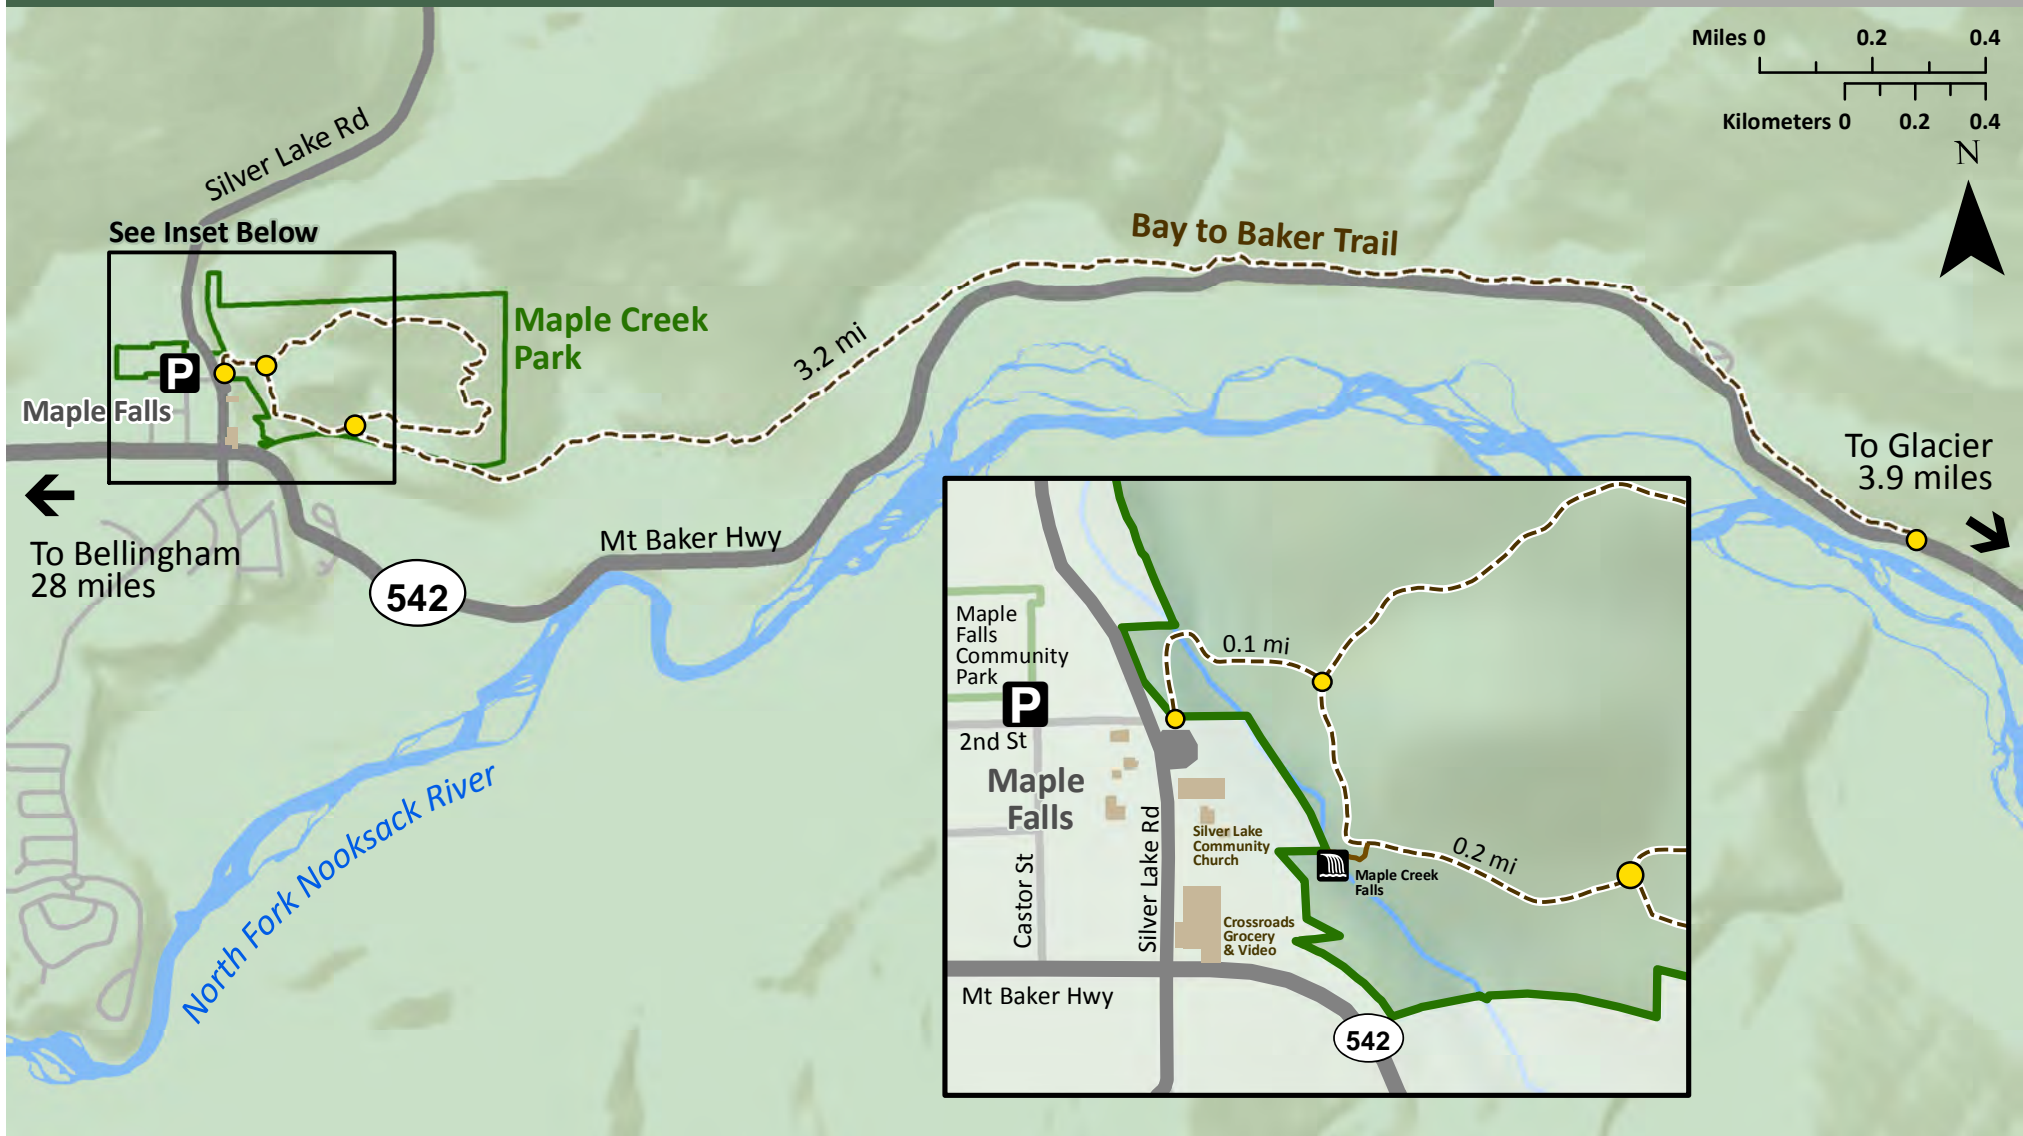 Miles 0 0.2 0.4
Kilometers 0 0.2 0.4
N
Silver Lake Rd
See Inset Below
Bay to Baker Trail
Maple Creek
Park
3.2 mi
P
Maple Falls
To Glacier
3.9 miles
To Bellingham
28 miles
Mt Baker Hwy
542
North Fork Nooksack River
Maple
Falls
Community
Park
0.1 mi
P
2nd St
Maple
Falls
Castor St
Silver Lake Rd
Silver Lake
Community
Church
0.2 mi
Maple Creek
Falls
Crossroads
Grocery
& Video
Mt Baker Hwy
542